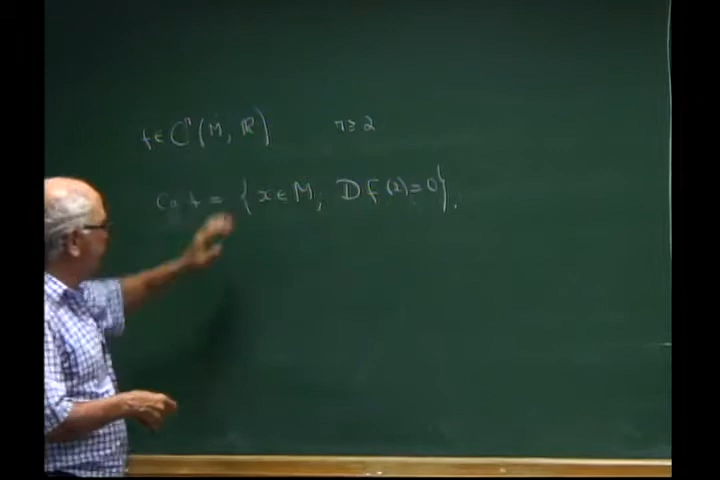 f ∈ C^r(M, ℝ) r ≥ 2
Cr f = {x ∈ M, Df(x) = 0}.